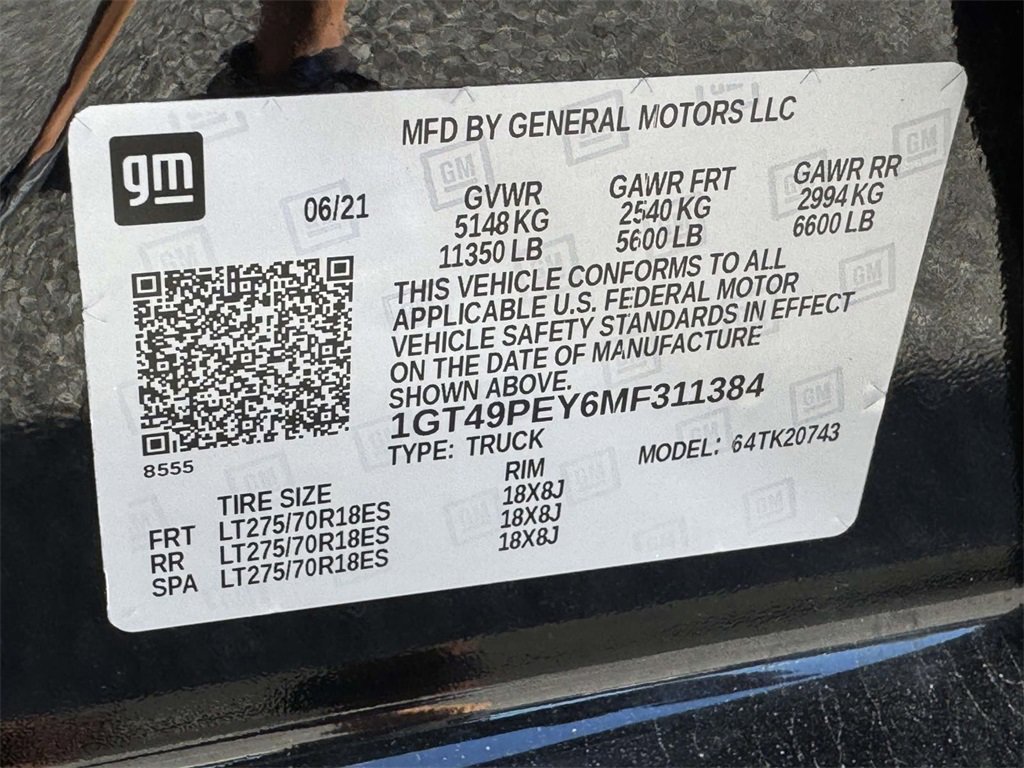 MFD BY GENERAL MOTORS LLC
gm
06/21
GVWR GAWR FRT GAWR RR
5148 KG 2540 KG 2994 KG
11350 LB 5600 LB 6600 LB
THIS VEHICLE CONFORMS TO ALL
APPLICABLE U.S. FEDERAL MOTOR
VEHICLE SAFETY STANDARDS IN EFFECT
ON THE DATE OF MANUFACTURE
SHOWN ABOVE.
1GT49PEY6MF311384
TYPE: TRUCK MODEL: 64TK20743
8555
TIRE SIZE RIM
FRT LT275/70R18ES 18X8J
RR LT275/70R18ES 18X8J
SPA LT275/70R18ES 18X8J